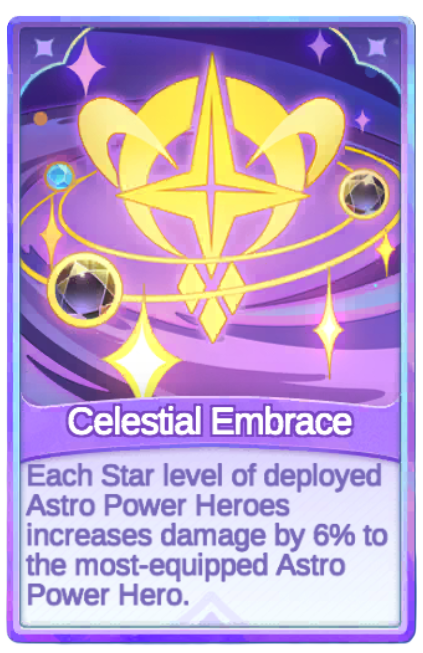 Celestial Embrace
Each Star level of deployed
Astro Power Heroes
increases damage by 6% to
the most-equipped Astro
Power Hero.